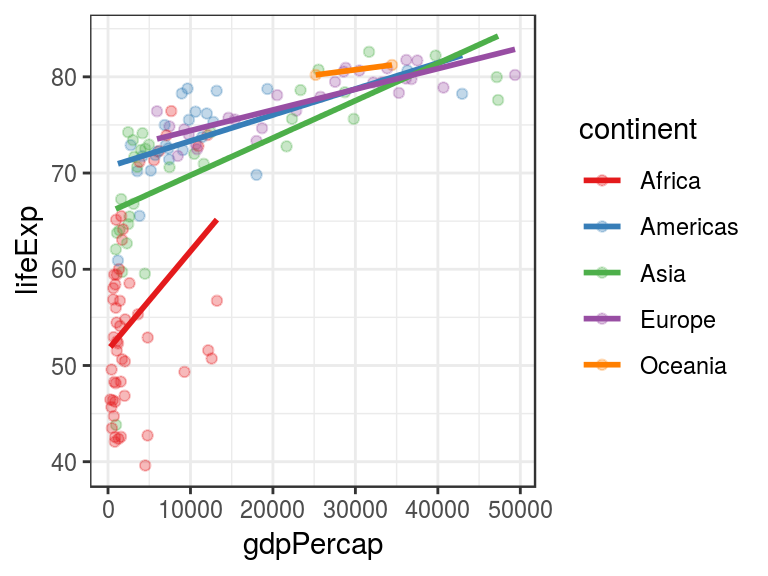 80
70
60
50
40
lifeExp
0 10000 20000 30000 40000 50000
gdpPercap
continent
Africa
Americas
Asia
Europe
Oceania